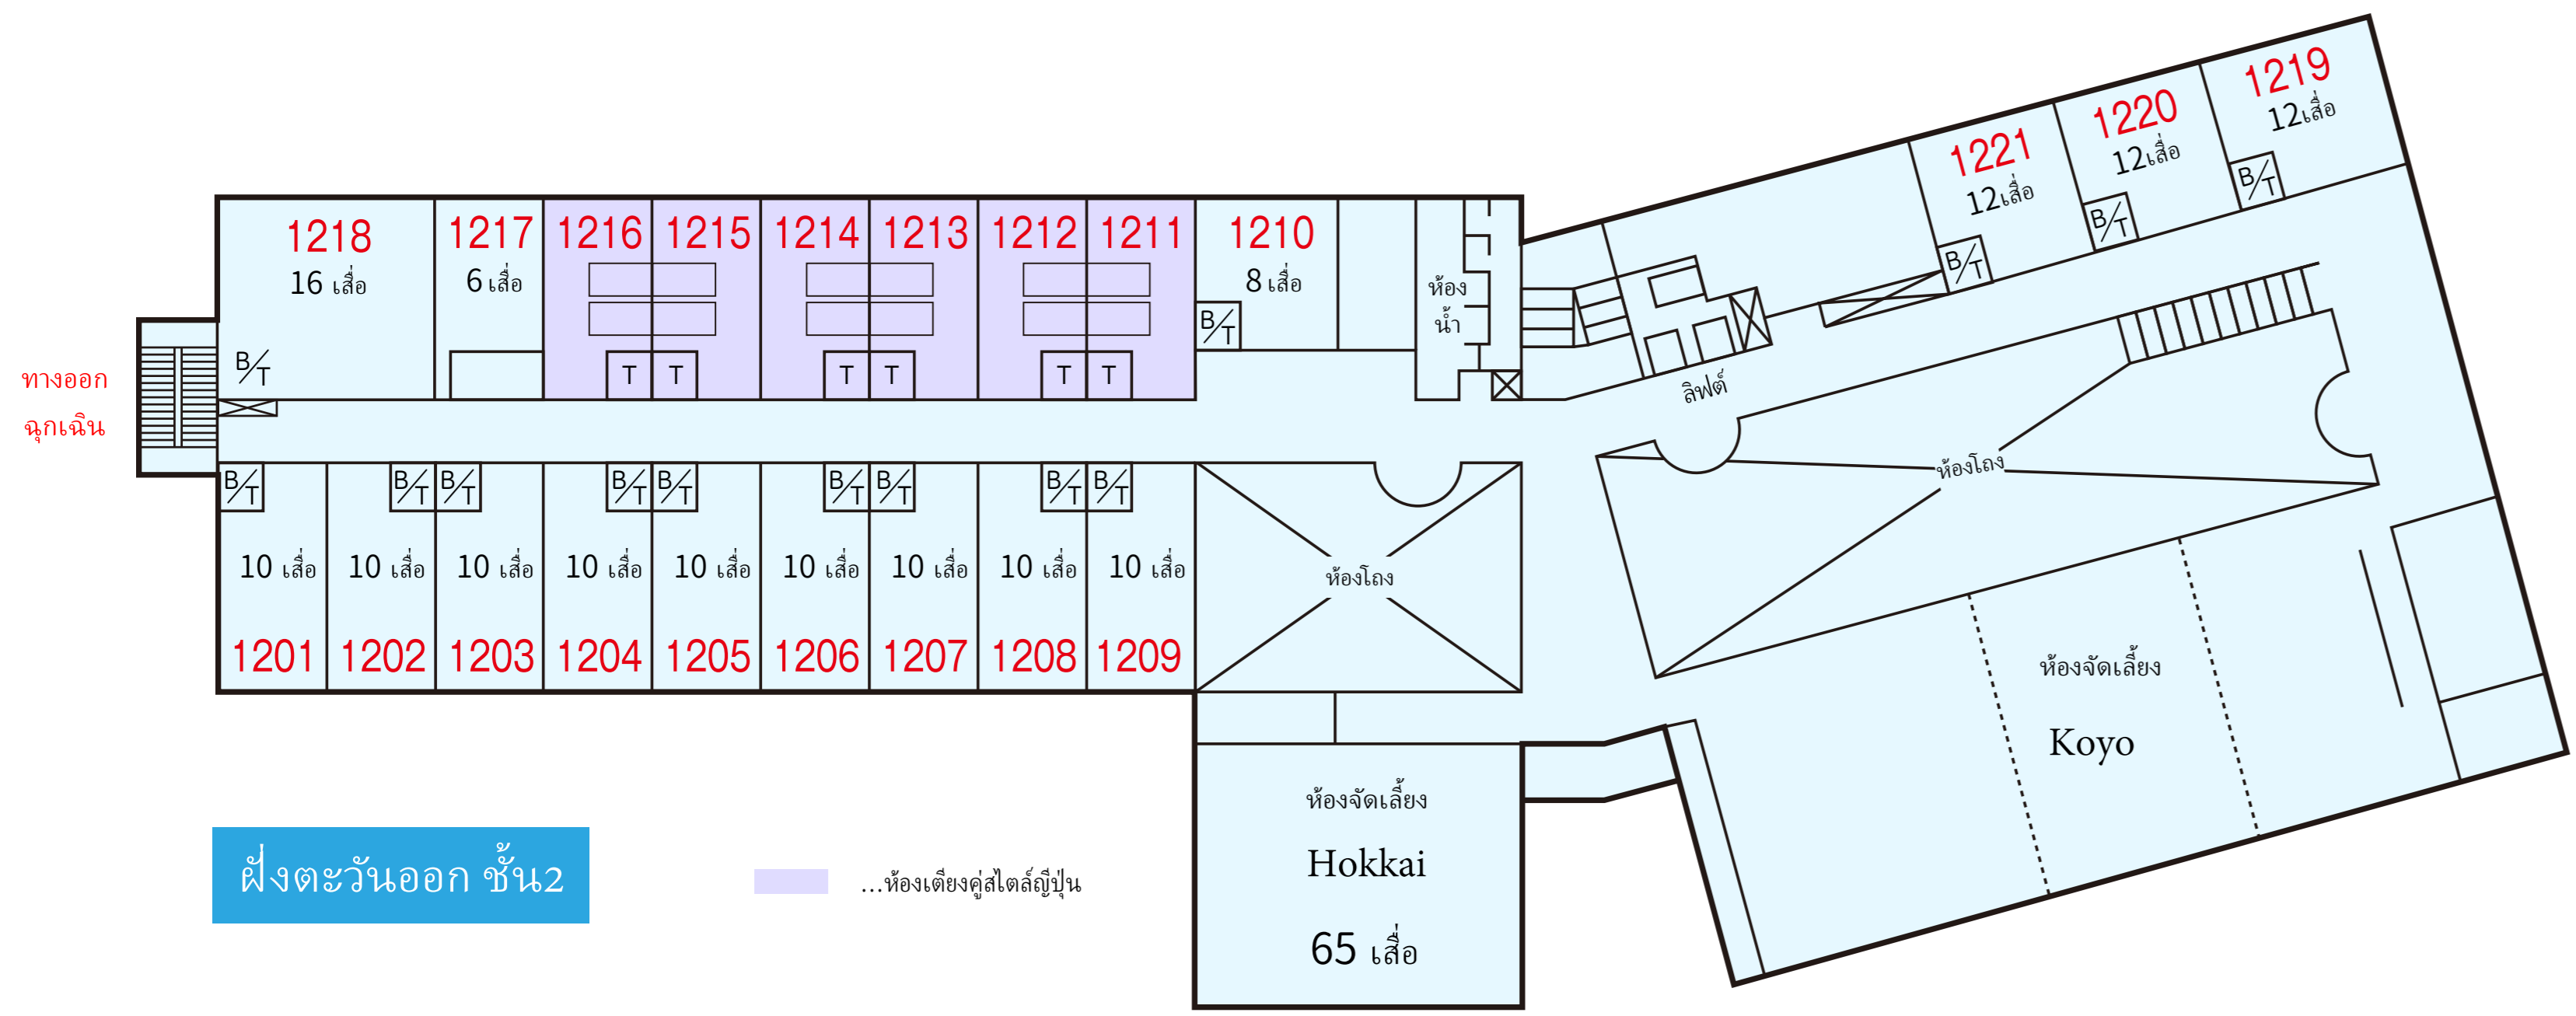 1219
12เสื่อ
B/T
1220
12เสื่อ
B/T
1221
12เสื่อ
B/T
1218
16 เสื่อ
B/T
1217
6 เสื่อ
1216
T
1215
T
1214
T
1213
T
1212
T
1211
T
1210
8 เสื่อ
B/T
ห้อง
น้ำ
ลิฟต์
ทางออก
ฉุกเฉิน
B/T
B/T
B/T
B/T
B/T
B/T
B/T
B/T
B/T
10 เสื่อ
10 เสื่อ
10 เสื่อ
10 เสื่อ
10 เสื่อ
10 เสื่อ
10 เสื่อ
10 เสื่อ
10 เสื่อ
1201
1202
1203
1204
1205
1206
1207
1208
1209
ห้องโถง
ห้องโถง
ห้องจัดเลี้ยง
Koyo
ห้องจัดเลี้ยง
Hokkai
65 เสื่อ
ฝั่งตะวันออก ชั้น2
...ห้องเตียงคู่สไตล์ญี่ปุ่น